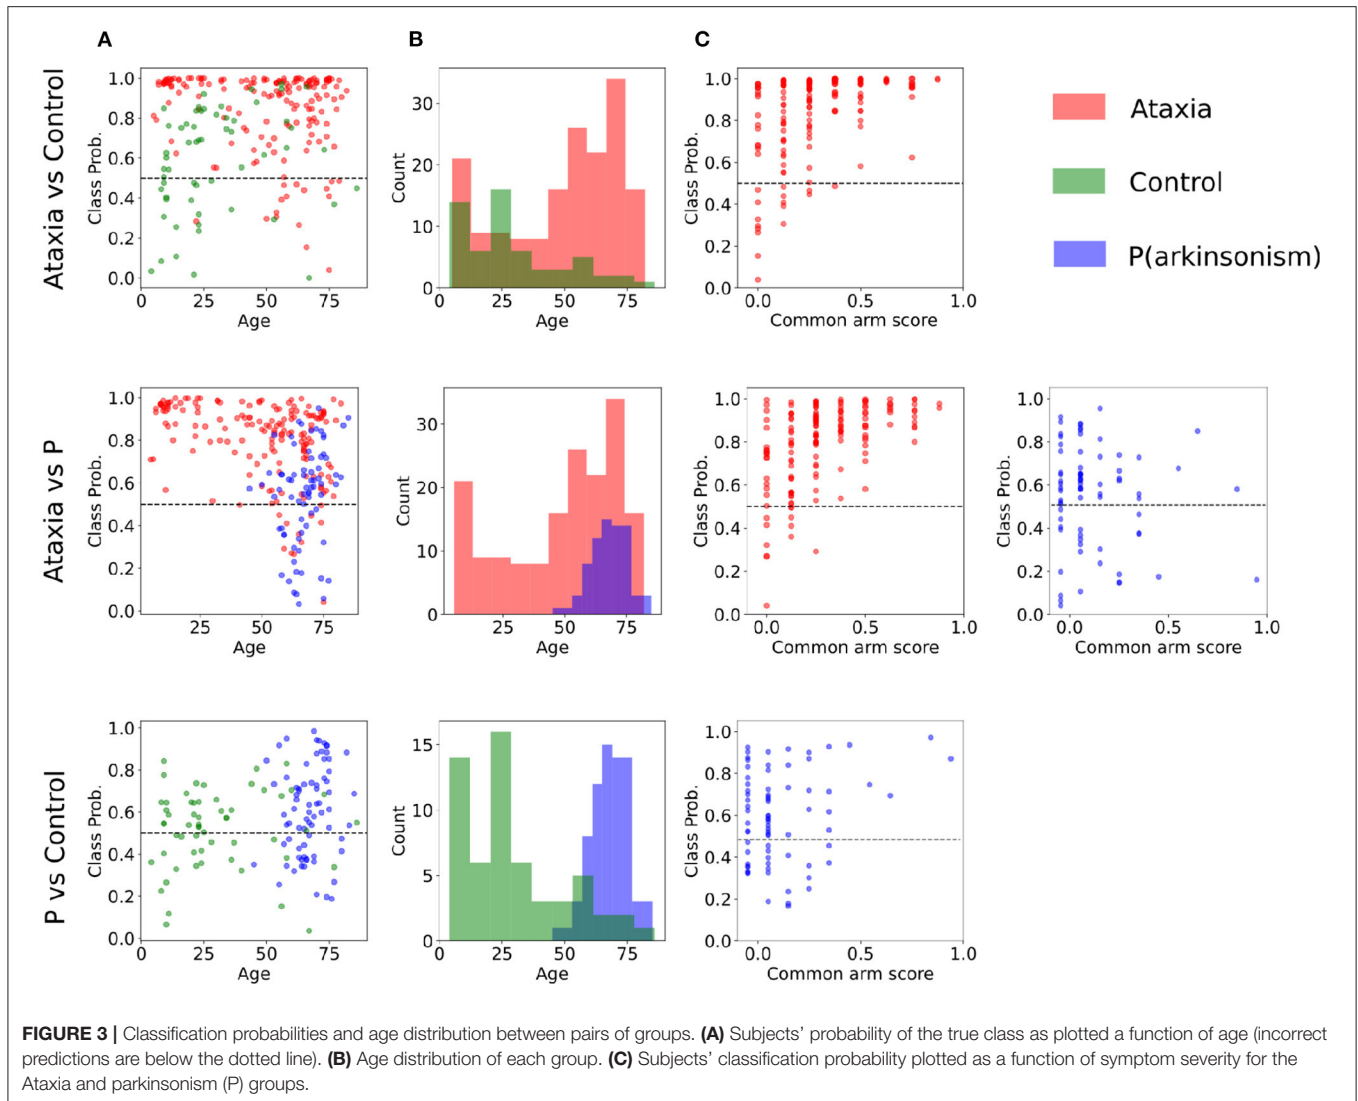 A
B
C
Ataxia vs Control
Class Prob.
1.0
0.8
0.6
0.4
0.2
0.0
0
25
50
75
Age
Count
30
20
10
0
25
50
75
Age
Class Prob.
1.0
0.8
0.6
0.4
0.2
0.0
0.0
0.5
1.0
Common arm score
Ataxia
Control
P(arkinsonism)
Ataxia vs P
Class Prob.
1.0
0.8
0.6
0.4
0.2
0.0
25
50
75
Age
Count
30
20
10
0
0
25
50
75
Age
Class Prob.
1.0
0.8
0.6
0.4
0.2
0.0
0.0
0.5
1.0
Common arm score
Class Prob.
1.0
0.8
0.6
0.4
0.2
0.0
0.0
0.5
1.0
Common arm score
P vs Control
Class Prob.
1.0
0.8
0.6
0.4
0.2
0.0
0
25
50
75
Age
Count
15
10
5
0
0
25
50
75
Age
Class Prob.
1.0
0.8
0.6
0.4
0.2
0.0
0.0
0.5
1.0
Common arm score
FIGURE 3 | Classification probabilities and age distribution between pairs of groups. (A) Subjects' probability of the true class as plotted a function of age (incorrect
predictions are below the dotted line). (B) Age distribution of each group. (C) Subjects' classification probability plotted as a function of symptom severity for the
Ataxia and parkinsonism (P) groups.